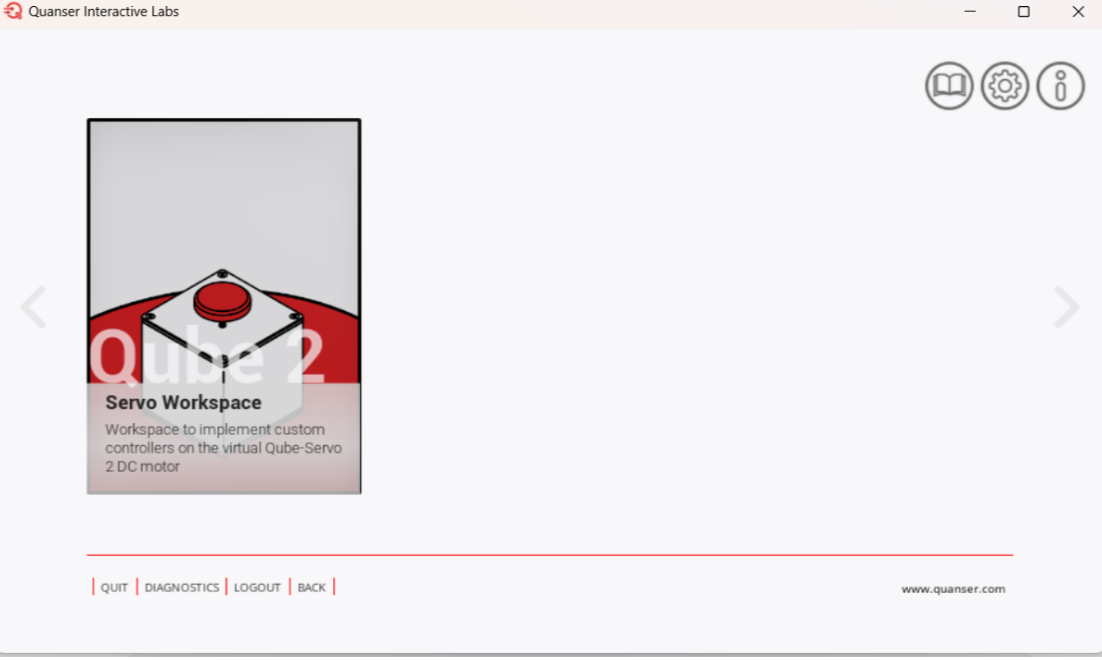 Quanser Interactive Labs
Qube 2
Servo Workspace
Workspace to implement custom
controllers on the virtual Qube-Servo
2 DC motor
QUIT DIAGNOSTICS LOGOUT BACK
www.quanser.com